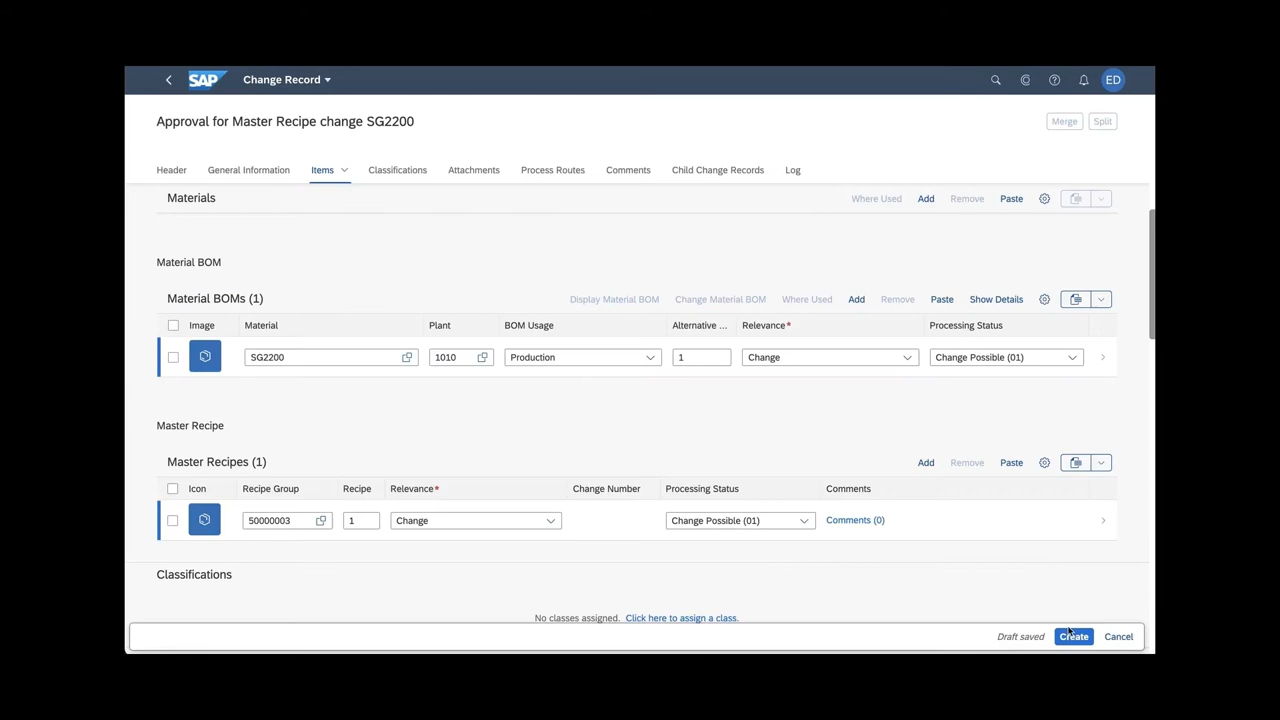 SAP Change Record ED
Approval for Master Recipe change SG2200 Merge Split
Header General Information Items Classifications Attachments Process Routes Comments Child Change Records Log
Materials Where Used Add Remove Paste
Material BOM
Material BOMs (1) Display Material BOM Change Material BOM Where Used Add Remove Paste Show Details
Image Material Plant BOM Usage Alternative ... Relevance* Processing Status
SG2200 1010 Production 1 Change Change Possible (01)
Master Recipe
Master Recipes (1) Add Remove Paste
Icon Recipe Group Recipe Relevance* Change Number Processing Status Comments
50000003 1 Change Change Possible (01) Comments (0)
Classifications
No classes assigned. Click here to assign a class.
Draft saved Create Cancel